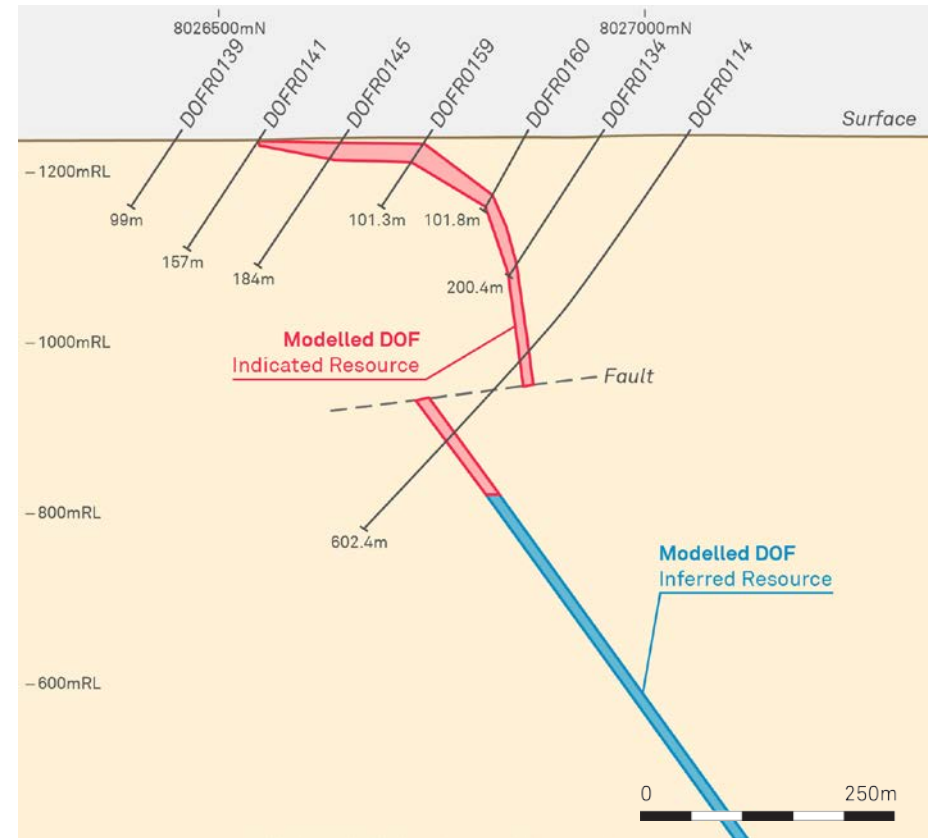 8026500mN
8027000mN
DOFR0139
DOFR0141
DOFR0145
DOFR0159
DOFR0160
DOFR0134
DOFR0114
Surface
1200mRL
99m
101.3m
101.8m
157m
184m
200.4m
1000mRL
Modelled DOF
Indicated Resource
Fault
800mRL
602.4m
Modelled DOF
Inferred Resource
600mRL
0
250m